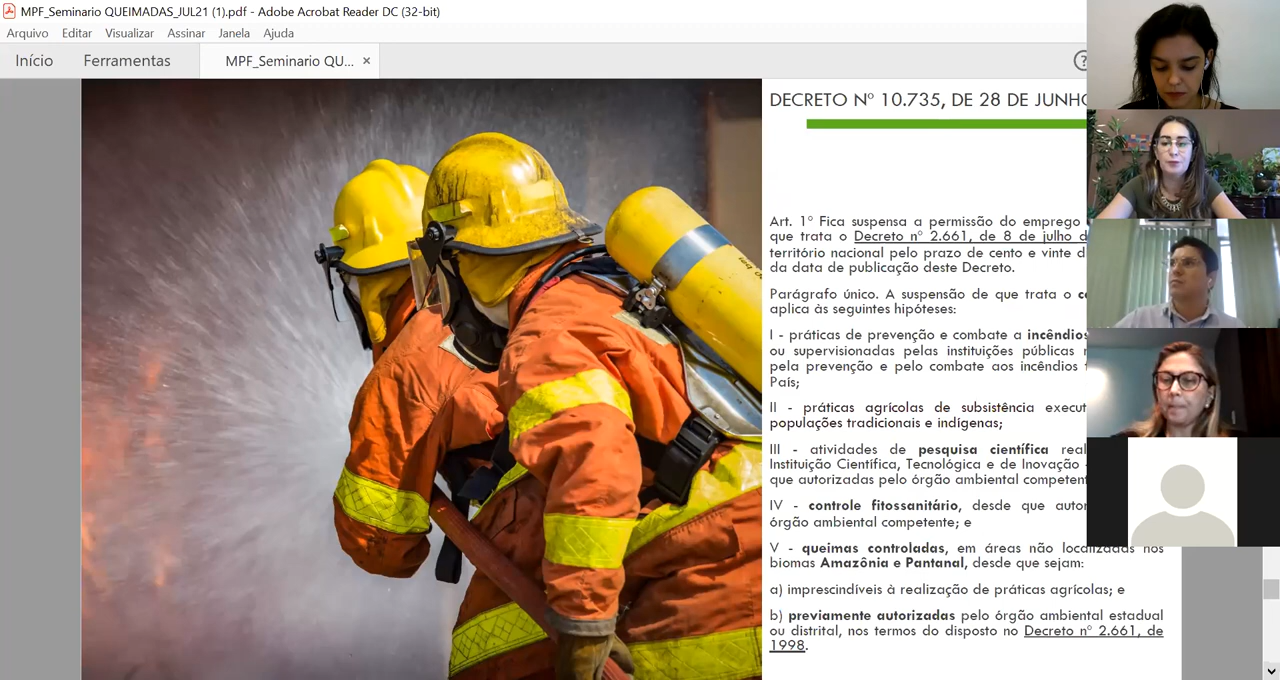 MPF_Seminario QUEIMADAS_JUL21 (1).pdf - Adobe Acrobat Reader DC (32-bit)
Arquivo Editar Visualizar Assinar Janela Ajuda
Início Ferramentas MPF_Seminario QU... ×
?
DECRETO Nº 10.735, DE 28 DE JUNHO
Art. 1º Fica suspensa a permissão do emprego
que trata o Decreto nº 2.661, de 8 de julho d
território nacional pelo prazo de cento e vinte d
da data de publicação deste Decreto.
Parágrafo único. A suspensão de que trata o c
aplica às seguintes hipóteses:
I - práticas de prevenção e combate a incêndios
ou supervisionadas pelas instituições públicas
pela prevenção e pelo combate aos incêndios
País;
II - práticas agrícolas de subsistência execut
populações tradicionais e indígenas;
III - atividades de pesquisa científica real
Instituição Científica, Tecnológica e de Inovação -
que autorizadas pelo órgão ambiental competent
IV - controle fitossanitário, desde que autor
órgão ambiental competente; e
V - queimas controladas, em áreas não localizadas nos
biomas Amazônia e Pantanal, desde que sejam:
a) imprescindíveis à realização de práticas agrícolas; e
b) previamente autorizadas pelo órgão ambiental estadual
ou distrital, nos termos do disposto no Decreto nº 2.661, de
1998.